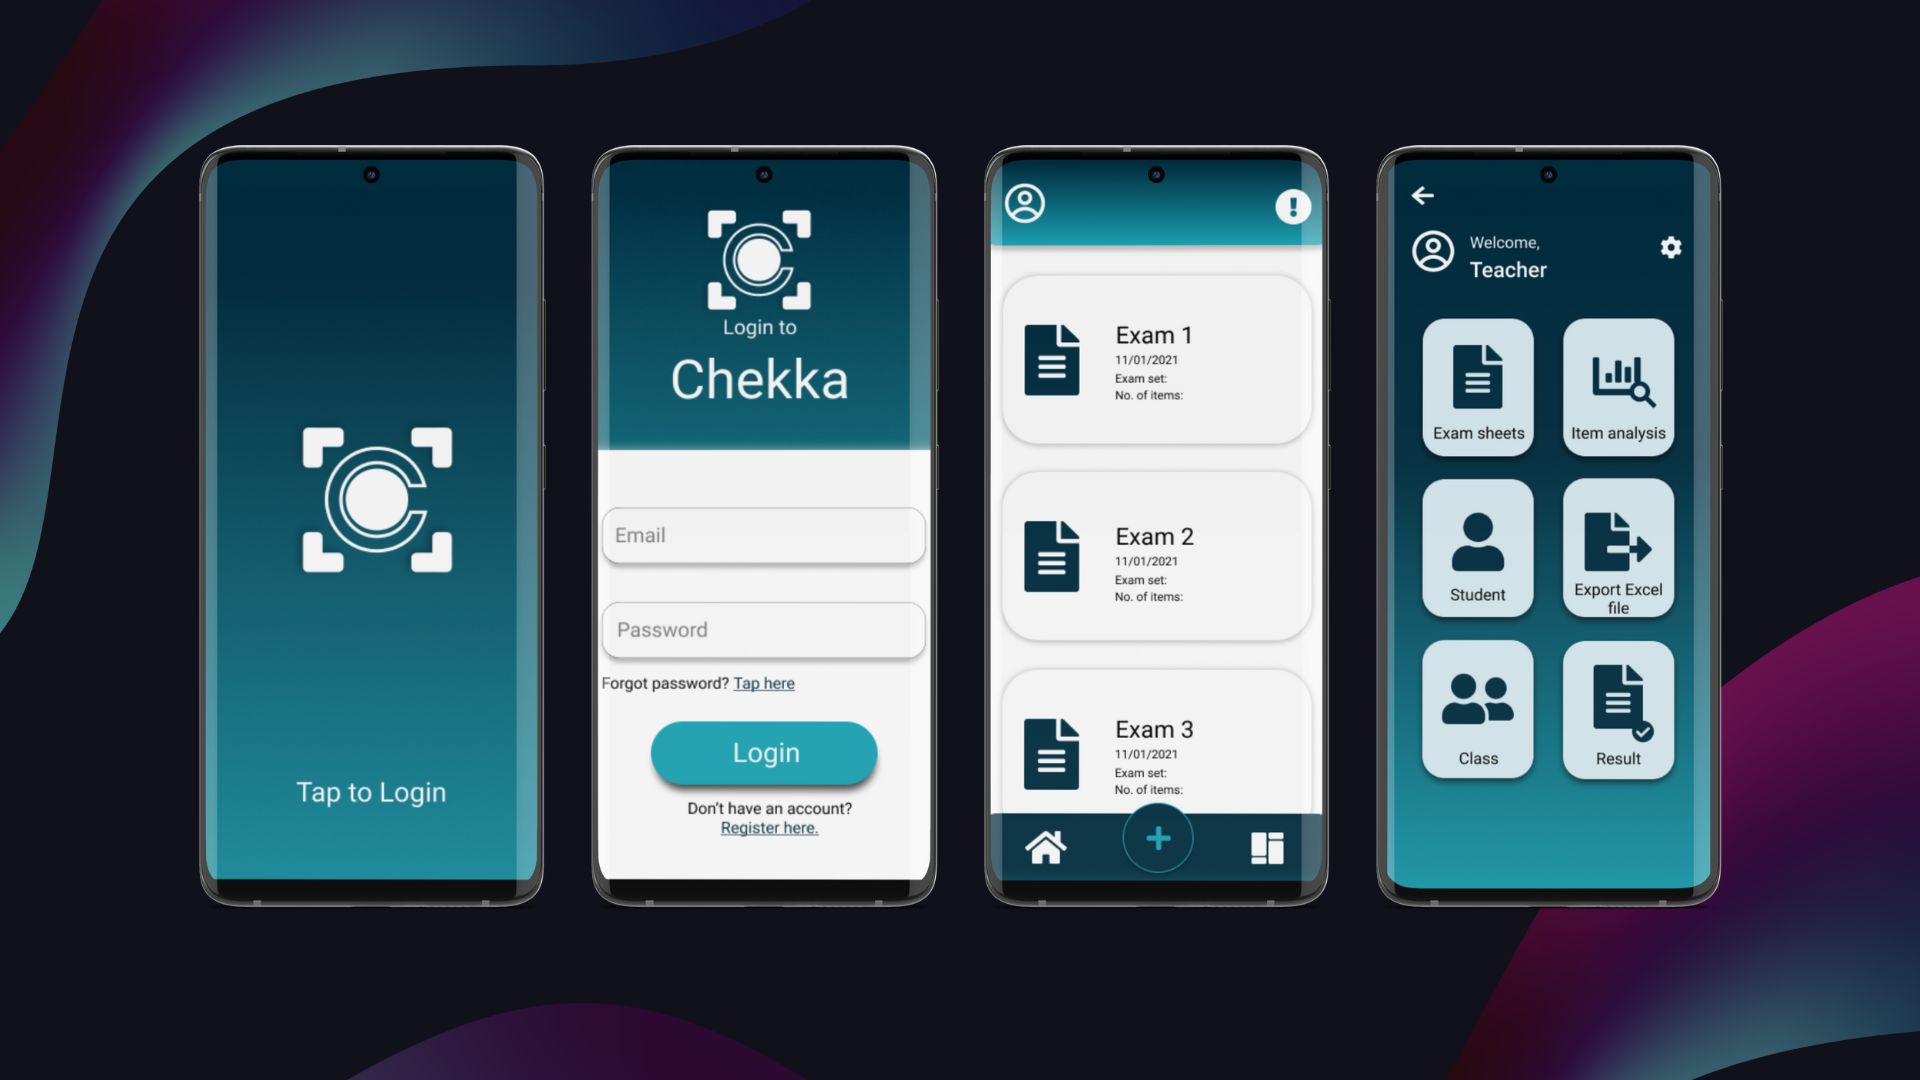 Tap to Login
Login to
Chekka
Email
Password
Forgot password? Tap here
Login
Don't have an account?
Register here.
Exam 1
11/01/2021
Exam set:
No. of items:
Exam 2
11/01/2021
Exam set:
No. of items:
Exam 3
11/01/2021
Exam set:
No. of items:
Welcome,
Teacher
Exam sheets
Item analysis
Student
Export Excel
file
Class
Result